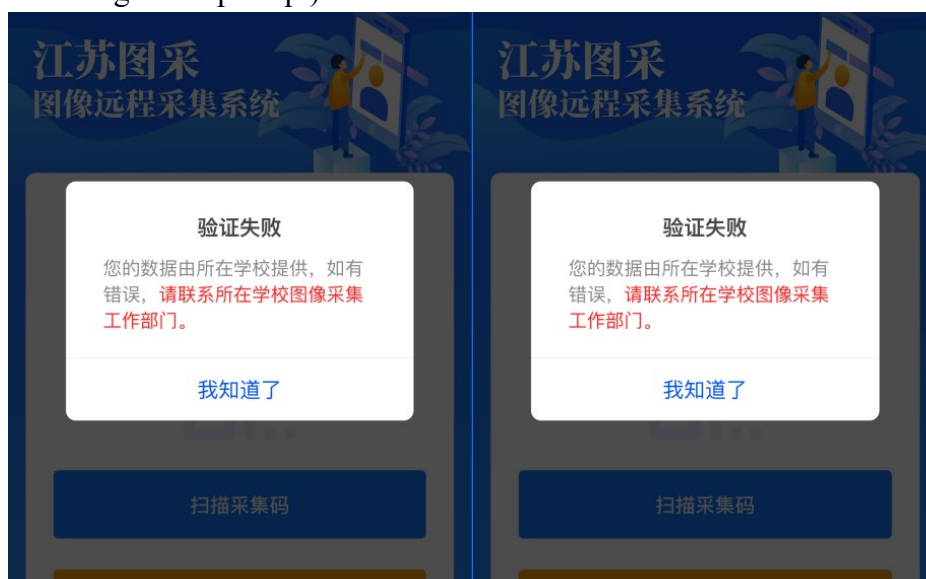 江苏图采
图像远程采集系统
验证失败
您的数据由所在学校提供，如有
错误，请联系所在学校图像采集
工作部门。
我知道了
扫描采集码
江苏图采
图像远程采集系统
验证失败
您的数据由所在学校提供，如有
错误，请联系所在学校图像采集
工作部门。
我知道了
扫描采集码